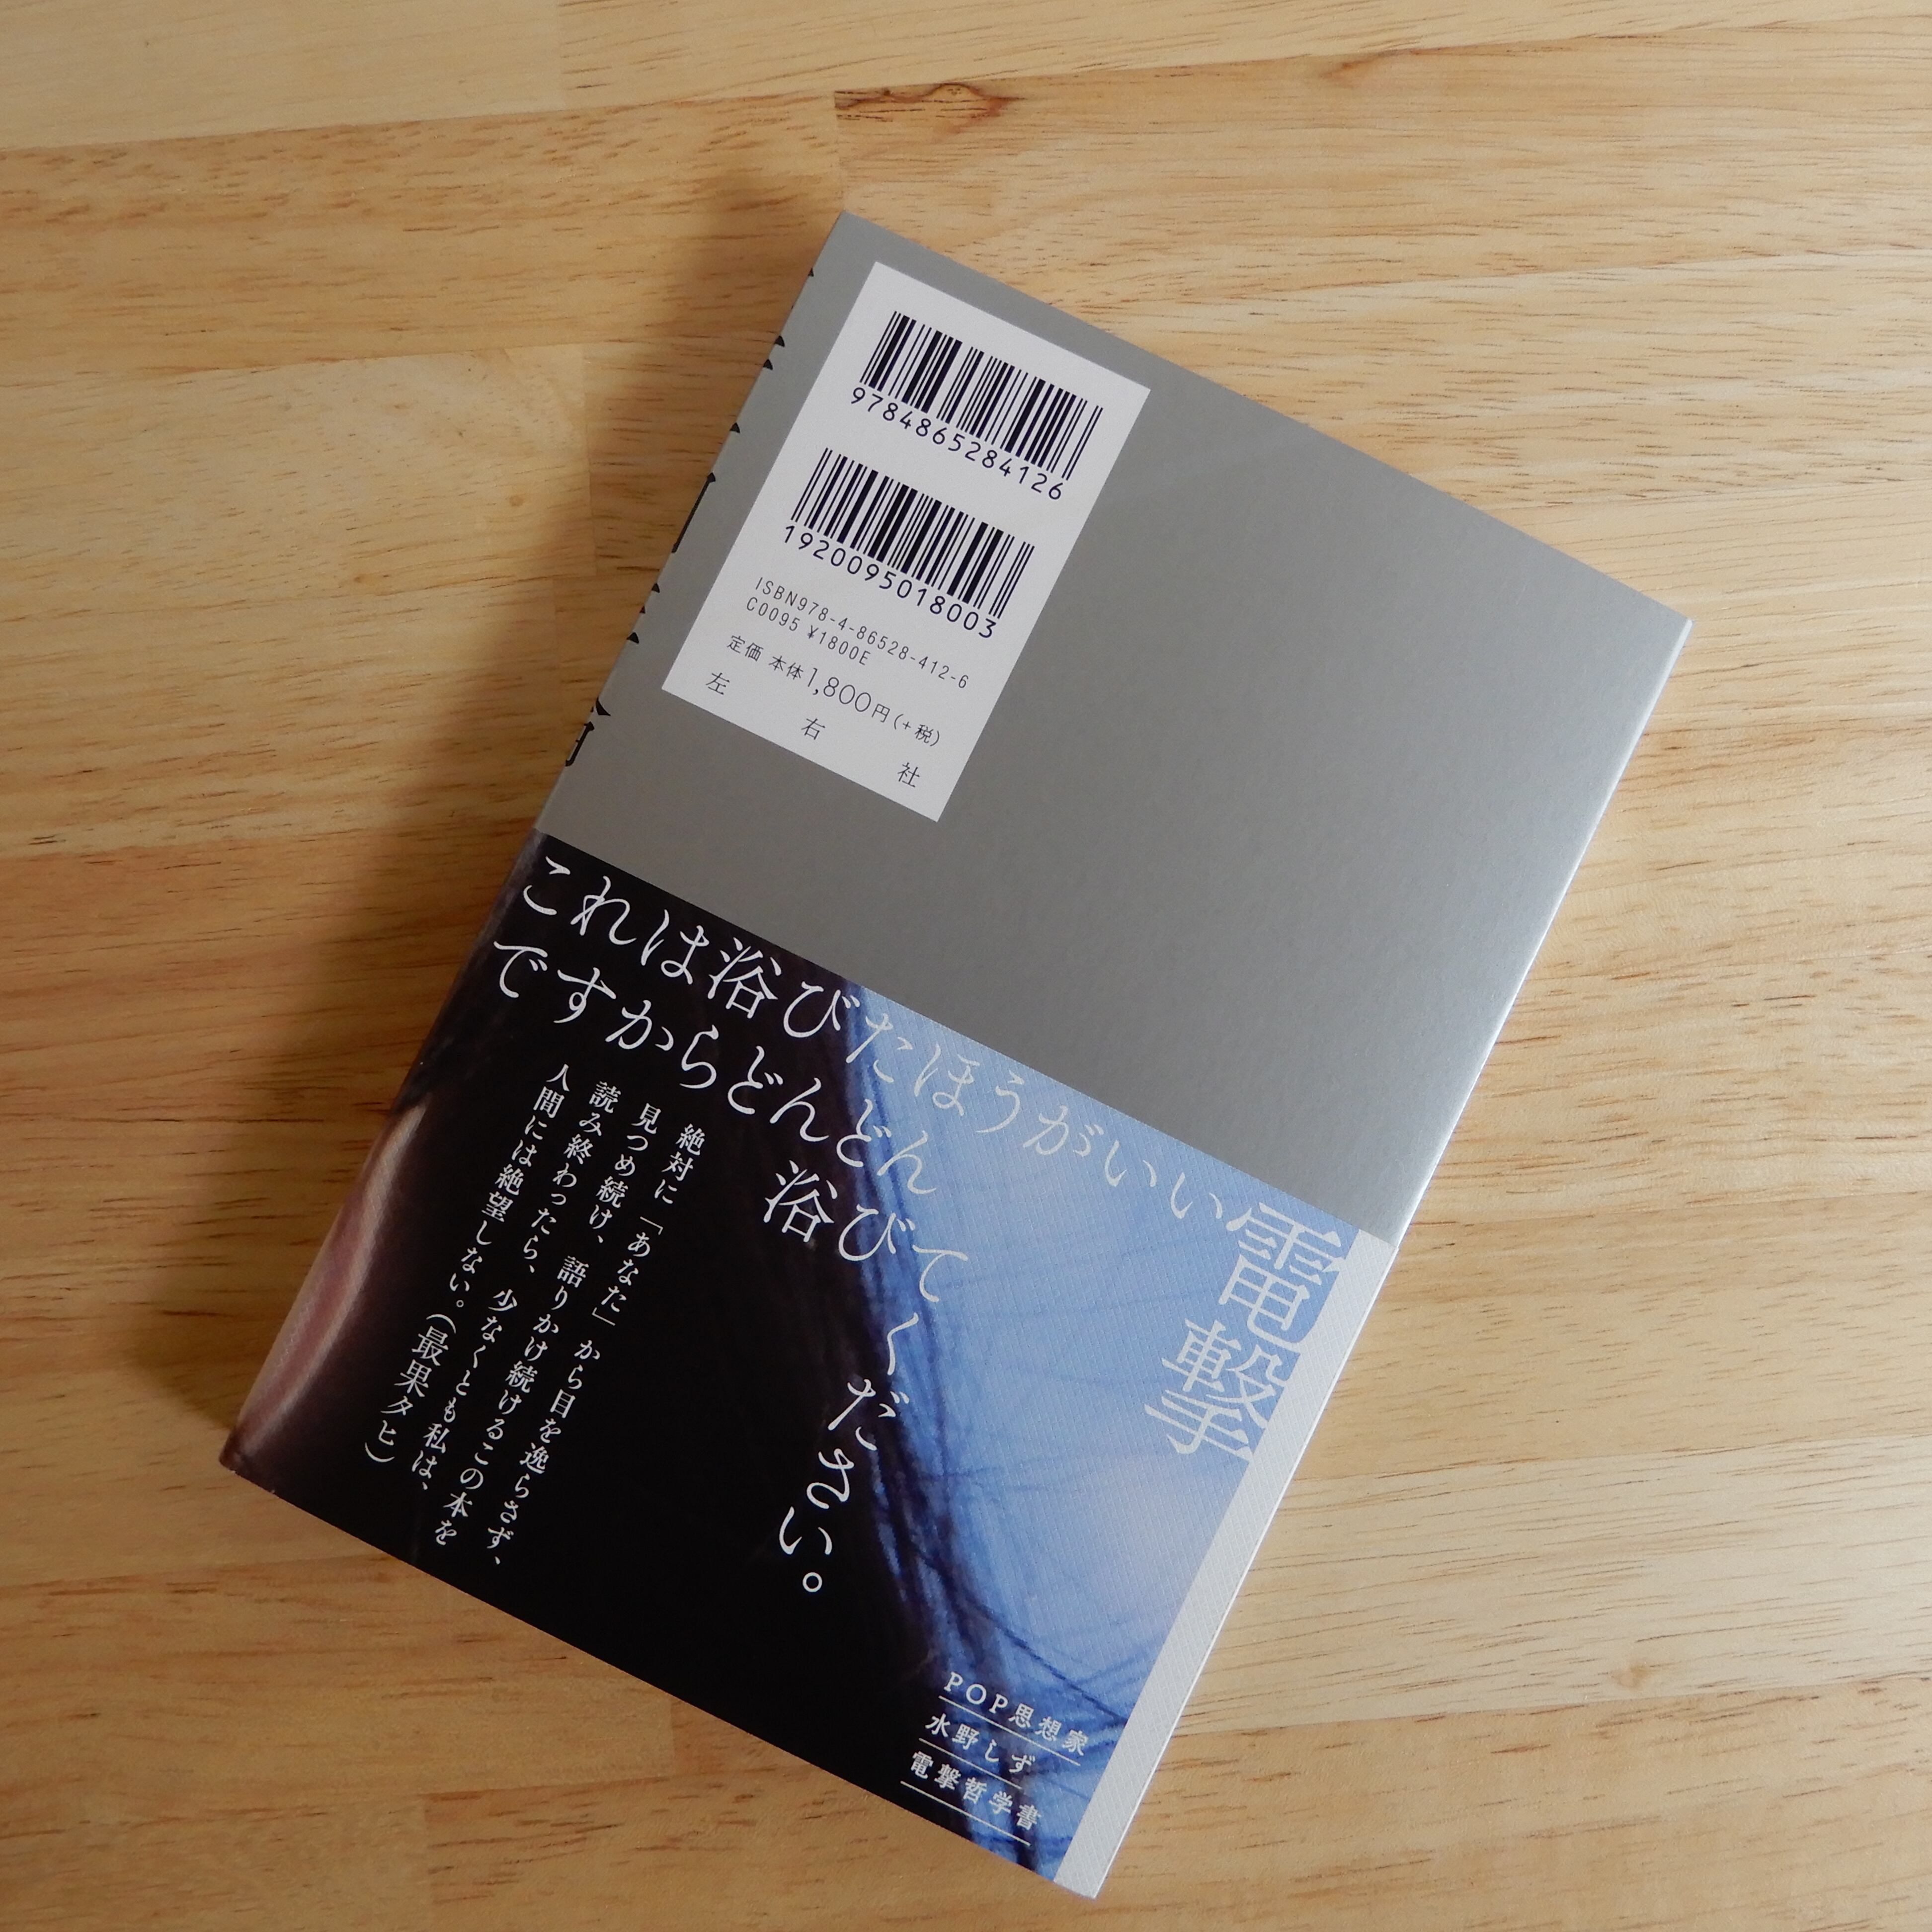 9784865284126
1920095018003
ISBN978-4-86528-412-6
C0095 ¥1800E
定価 本体1,800円(+税)
左右社
これは浴びたほうがいい電撃
ですからどんどん
浴びてください。
絶対に「あなた」から目を逸らさず、
見つめ続け、語りかけ続けるこの本を
読み終わったら、少なくとも私は、
人間には絶望しない。(最果タヒ)
POP思想家
水野しず
電撃哲学書